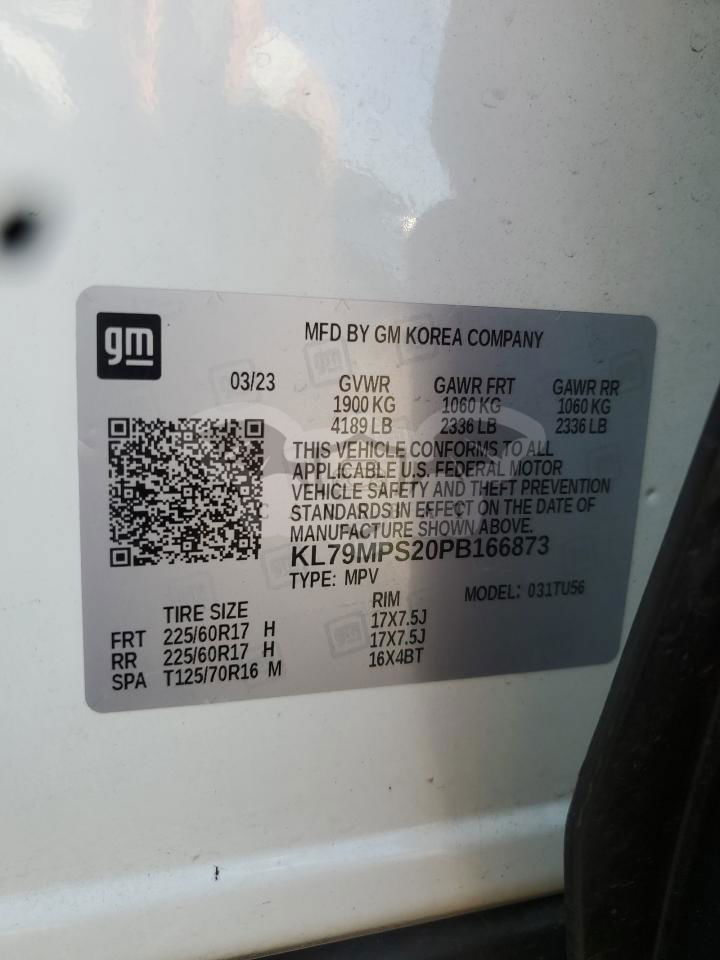 gm
MFD BY GM KOREA COMPANY
03/23 GVWR GAWR FRT GAWR RR
1900 KG 1060 KG 1060 KG
4189 LB 2336 LB 2336 LB
THIS VEHICLE CONFORMS TO ALL
APPLICABLE U.S. FEDERAL MOTOR
VEHICLE SAFETY AND THEFT PREVENTION
STANDARDS IN EFFECT ON THE DATE OF
MANUFACTURE SHOWN ABOVE.
KL79MPS20PB166873
TYPE: MPV MODEL: 031TU56
TIRE SIZE RIM
FRT 225/60R17 H 17X7.5J
RR 225/60R17 H 17X7.5J
SPA T125/70R16 M 16X4BT